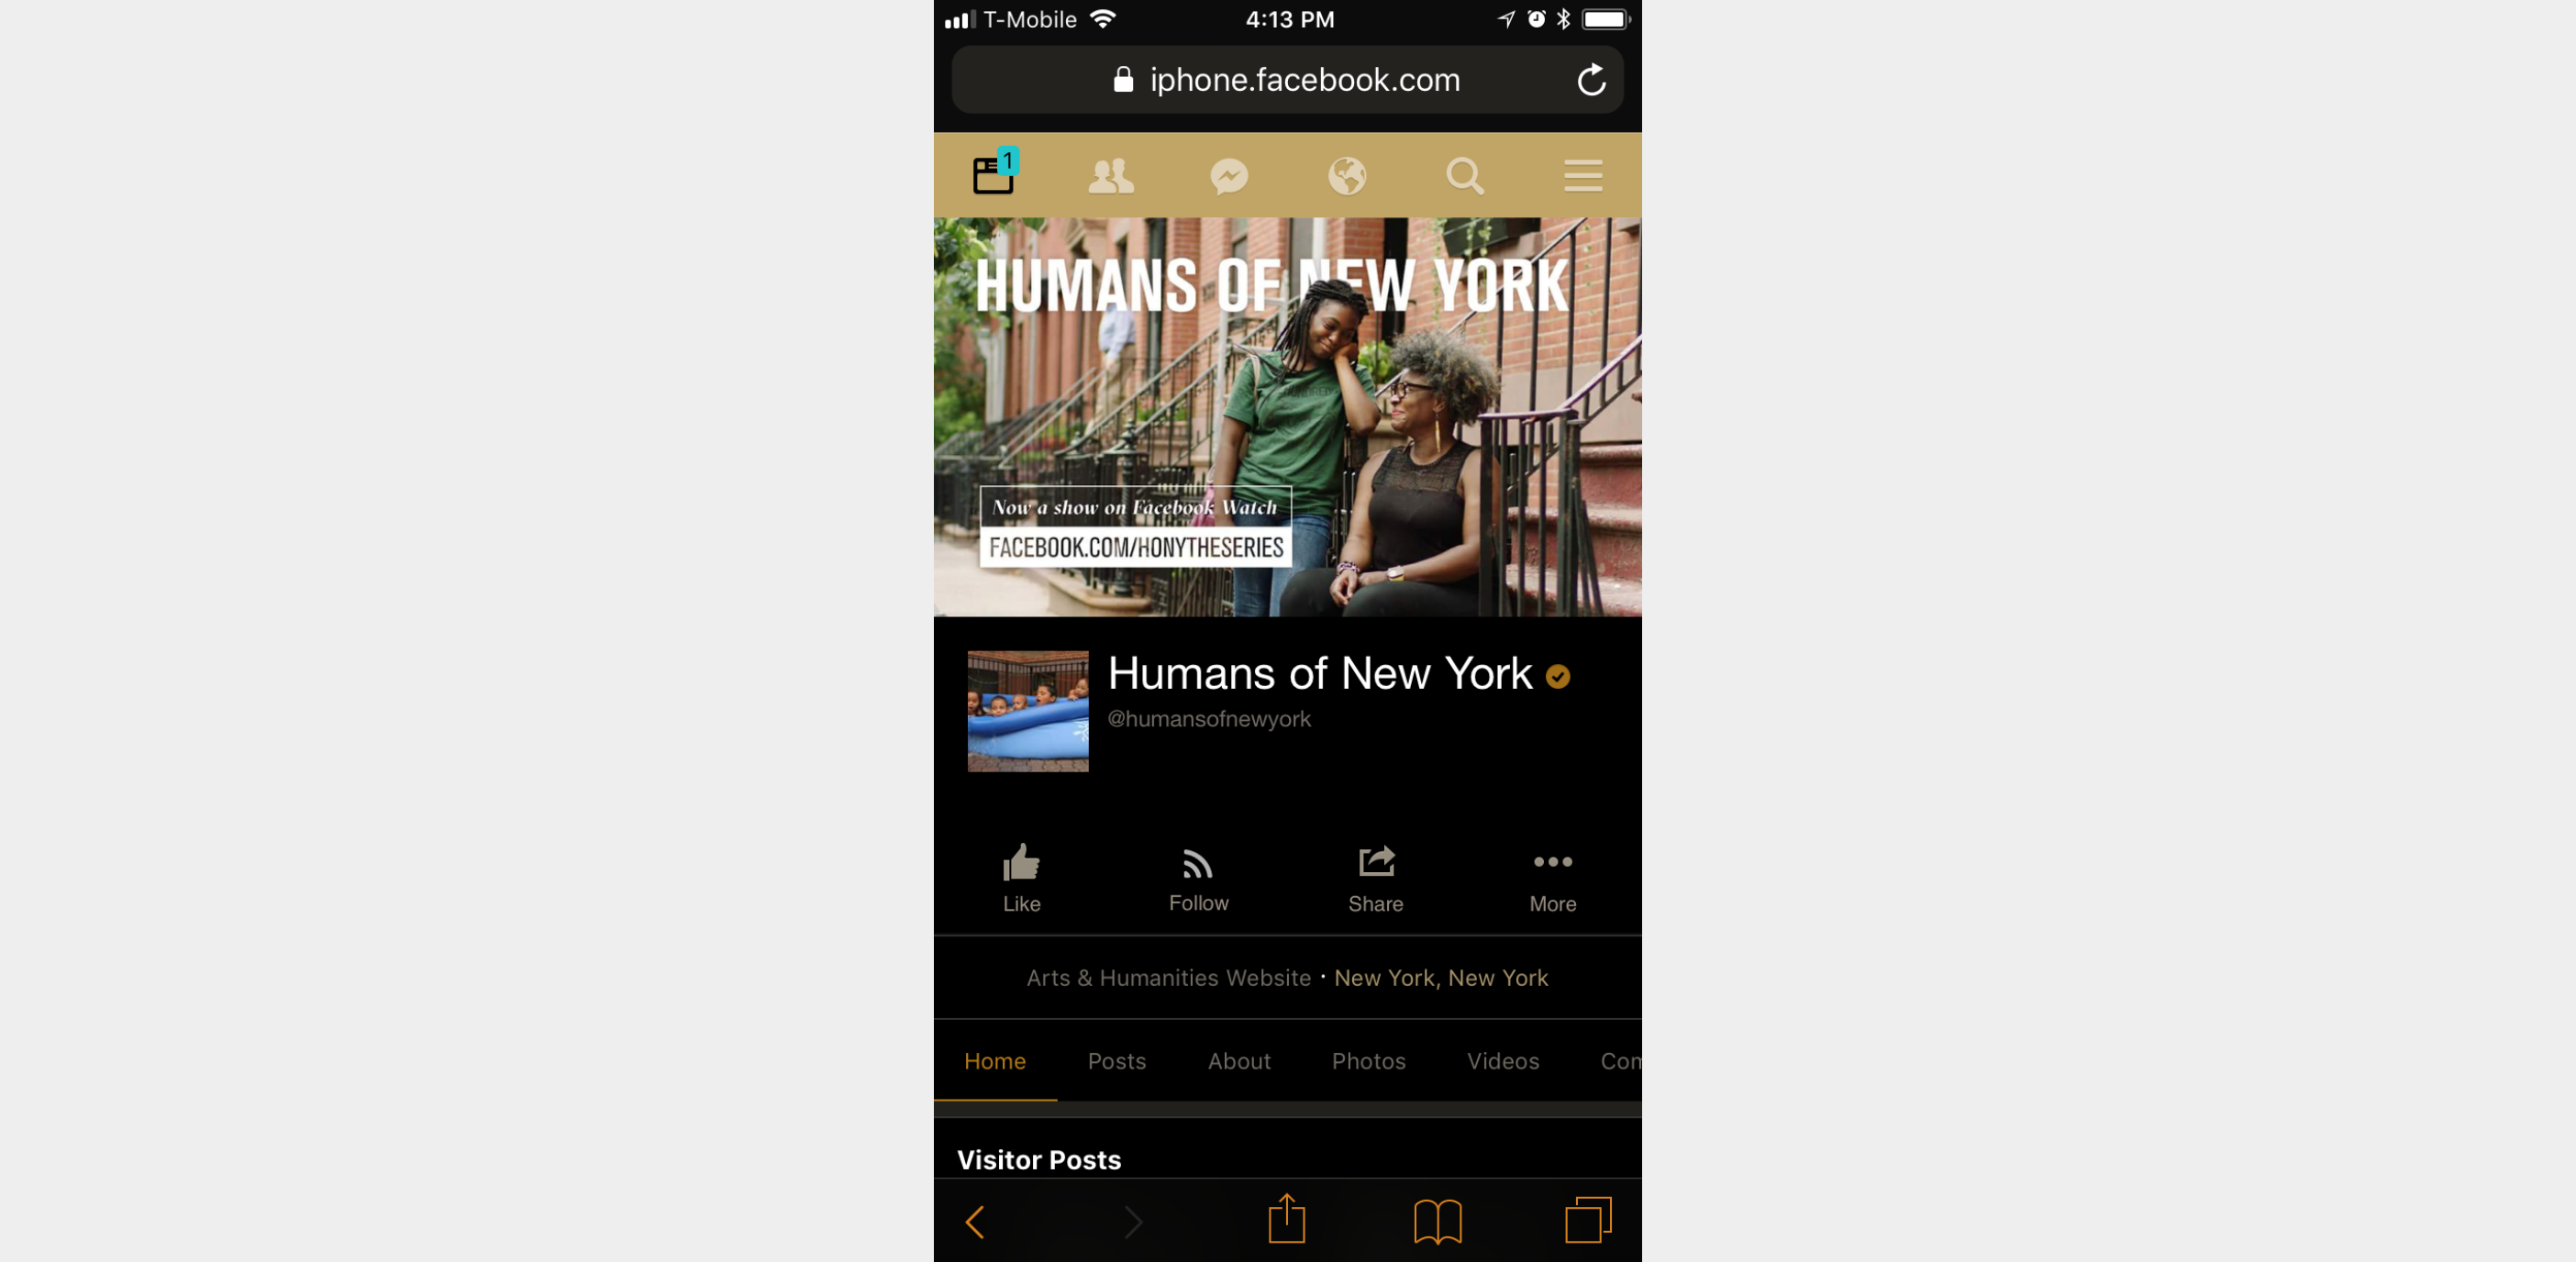 T-Mobile 4:13 PM
iphone.facebook.com
1
HUMANS OF NEW YORK
Now a show on Facebook Watch
FACEBOOK.COM/HONYTHESERIES
Humans of New York
@humansofnewyork
Like Follow Share More
Arts & Humanities Website · New York, New York
Home Posts About Photos Videos Com
Visitor Posts